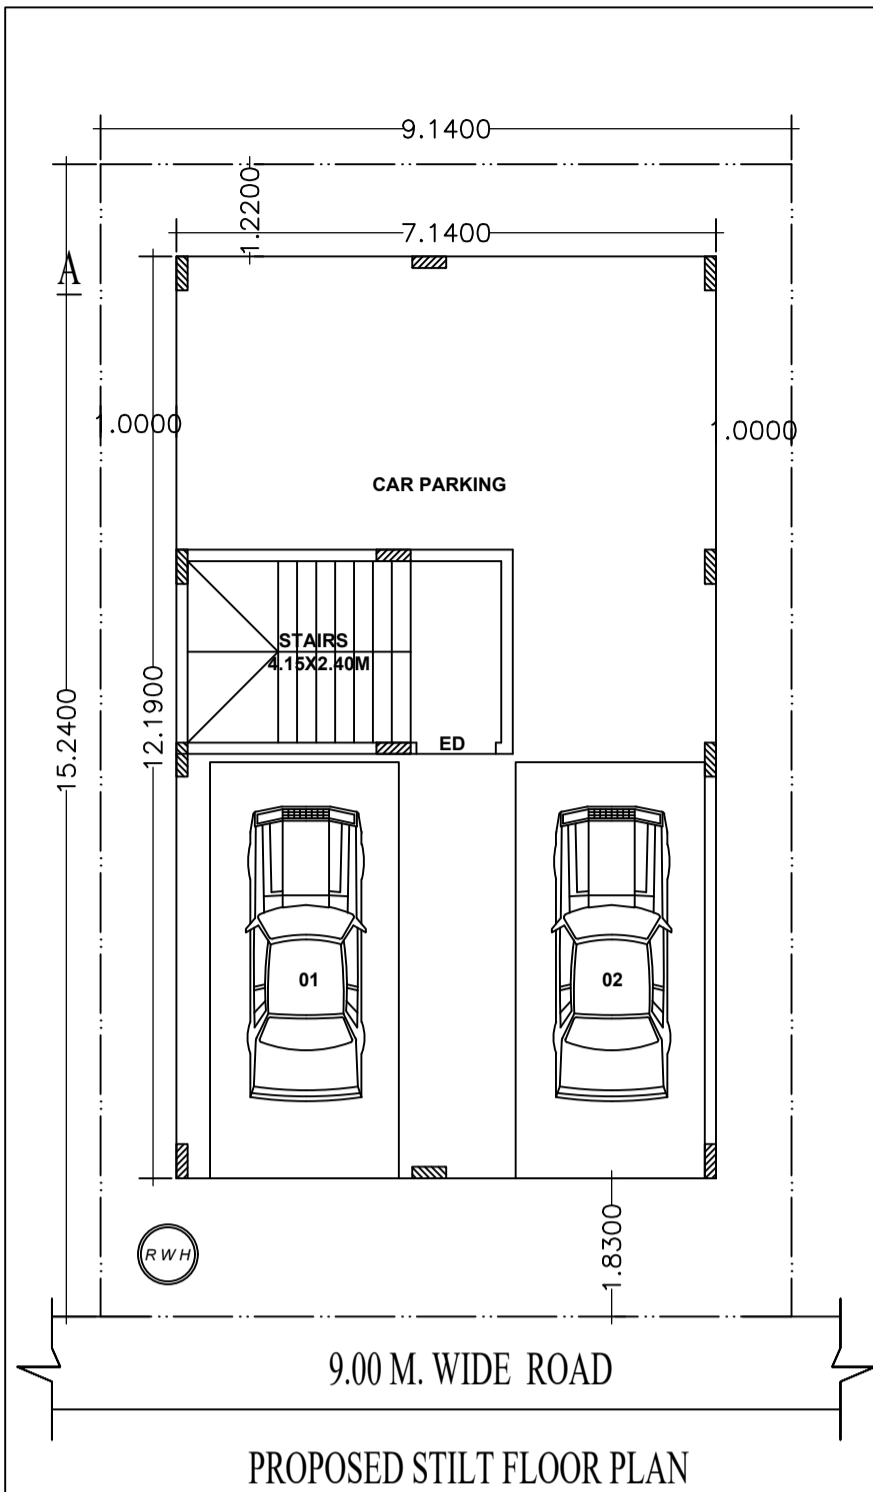 9.1400
1.2200
7.1400
A
1.0000
1.0000
CAR PARKING
STAIRS
4.15X2.40M
12.1900
15.2400
ED
01
02
RWH
1.8300
9.00 M. WIDE ROAD
PROPOSED STILT FLOOR PLAN